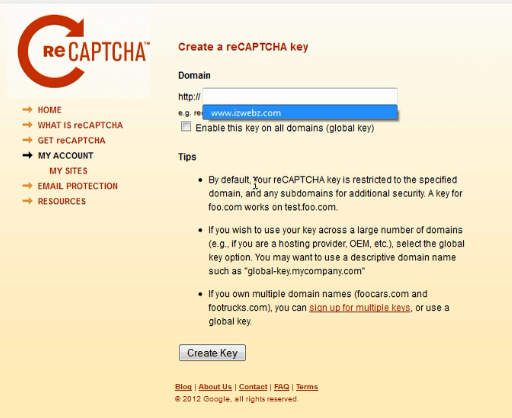 reCAPTCHA™
Create a reCAPTCHA key
Domain
http://
www.izwebz.com
e.g. rec
Enable this key on all domains (global key)
HOME
WHAT IS reCAPTCHA
GET reCAPTCHA
MY ACCOUNT
MY SITES
EMAIL PROTECTION
RESOURCES
Tips
By default, Your reCAPTCHA key is restricted to the specified
domain, and any subdomains for additional security. A key for
foo.com works on test.foo.com.
If you wish to use your key across a large number of domains
(e.g., if you are a hosting provider, OEM, etc.), select the global
key option. You may want to use a descriptive domain name
such as "global-key.mycompany.com"
If you own multiple domain names (foocars.com and
footrucks.com), you can sign up for multiple keys, or use a
global key.
Create Key
Blog | About Us | Contact | FAQ | Terms
© 2012 Google, all rights reserved.